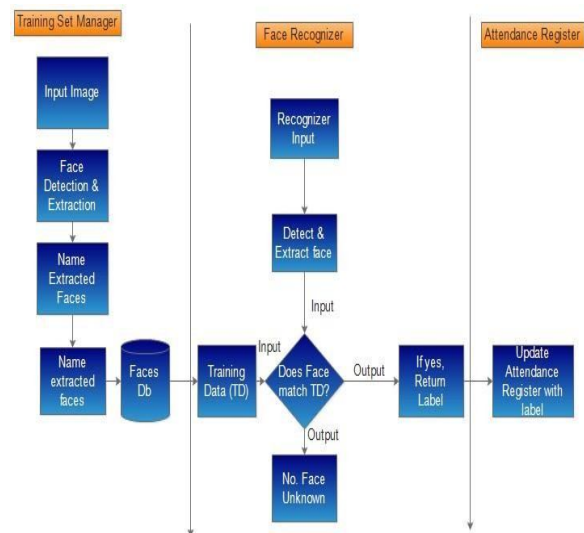 Training Set Manager
Face Recognizer
Attendance Register
Input Image
Face
Detection &
Extraction
Name
Extracted
Faces
Name
extracted
faces
Faces
Db
Recognizer
Input
Detect &
Extract face
Input
Input
Training
Data (TD)
Does Face
match TD?
Output
If yes,
Return
Label
Update
Attendance
Register with
label
Output
No. Face
Unknown